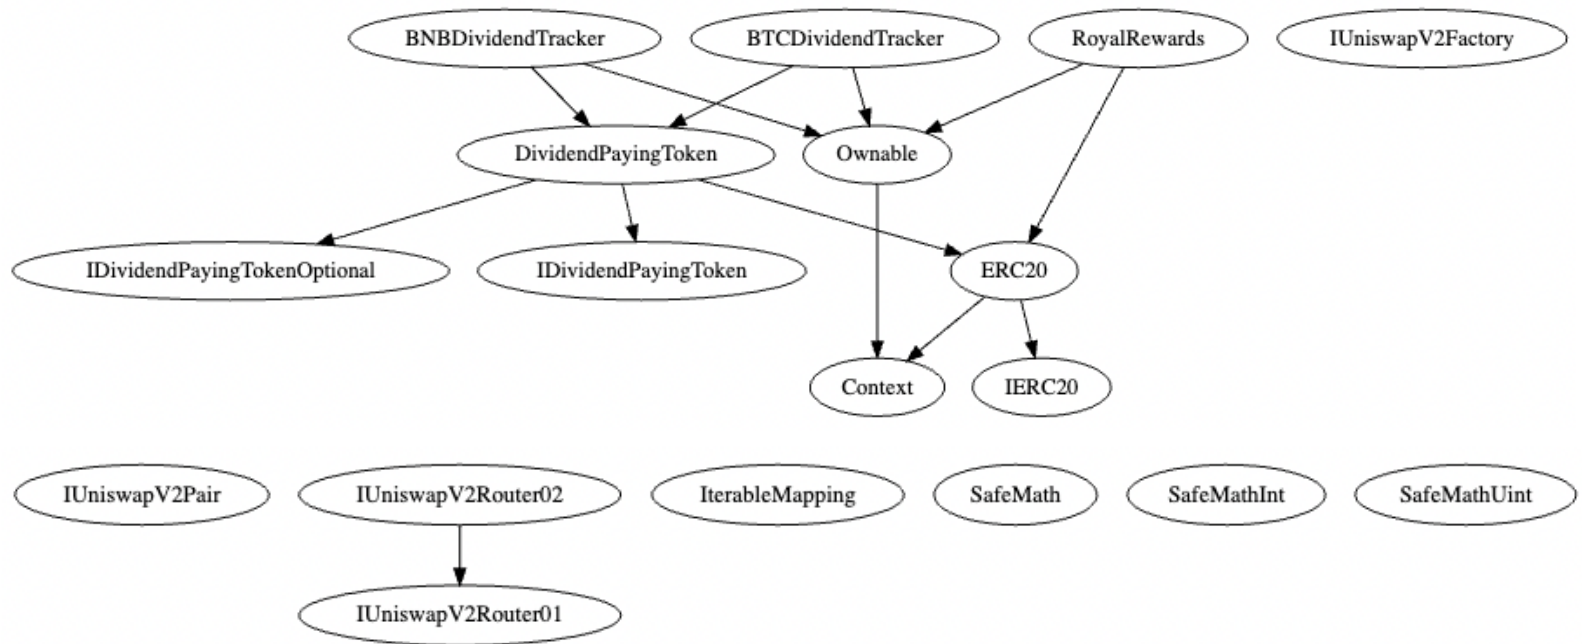 BNBDividendTracker
BTCDividendTracker
RoyalRewards
IUniswapV2Factory
DividendPayingToken
Ownable
IDividendPayingTokenOptional
IDividendPayingToken
ERC20
Context
IERC20
IUniswapV2Pair
IUniswapV2Router02
IterableMapping
SafeMath
SafeMathInt
SafeMathUint
IUniswapV2Router01